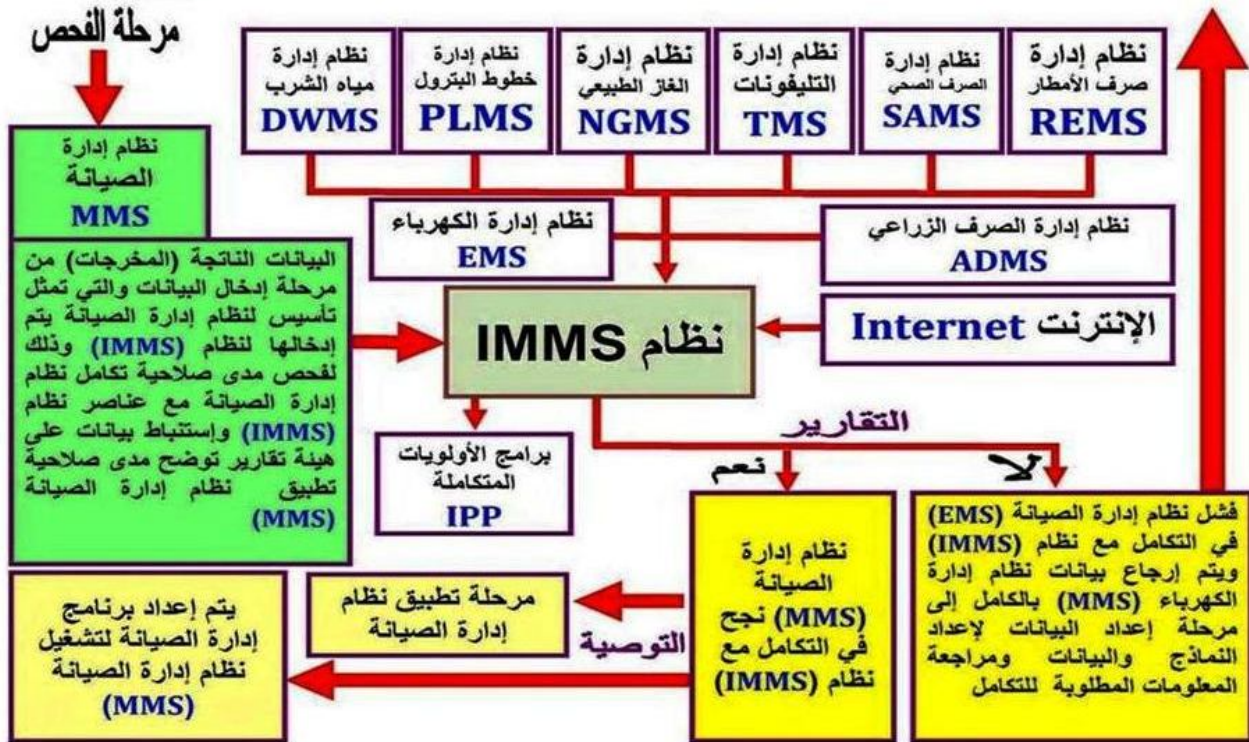 مرحلة الفحص
نظام إدارة
صرف الأمطار
REMS
نظام إدارة
الصرف الصحي
SAMS
نظام إدارة
التليفونات
TMS
نظام إدارة
الغاز الطبيعي
NGMS
نظام إدارة
خطوط البترول
PLMS
نظام إدارة
مياه الشرب
DWMS
نظام إدارة
الصيانة
MMS
نظام إدارة الصرف الزراعي
ADMS
نظام إدارة الكهرباء
EMS
البيانات الناتجة (المخرجات) من
مرحلة إدخال البيانات والتي تمثل
تأسيس لنظام إدارة الصيانة يتم
إدخالها لنظام (IMMS) وذلك
لفحص مدى صلاحية تكامل نظام
إدارة الصيانة مع عناصر نظام
(IMMS) وإستنباط بيانات على
هيئة تقارير توضح مدى صلاحية
تطبيق نظام إدارة الصيانة
(MMS)
الإنترنت Internet
نظام IMMS
التقارير
لا
نعم
برامج الأولويات
المتكاملة
IPP
فشل نظام إدارة الصيانة (EMS)
في التكامل مع نظام (IMMS)
ويتم إرجاع بيانات نظام إدارة
الكهرباء (MMS) بالكامل إلى
مرحلة إعداد البيانات لإعداد
النماذج والبيانات ومراجعة
المعلومات المطلوبة للتكامل
نظام إدارة
الصيانة
(MMS) نجح
في التكامل مع
نظام (IMMS)
التوصية
مرحلة تطبيق نظام
إدارة الصيانة
يتم إعداد برنامج
إدارة الصيانة لتشغيل
نظام إدارة الصيانة
(MMS)